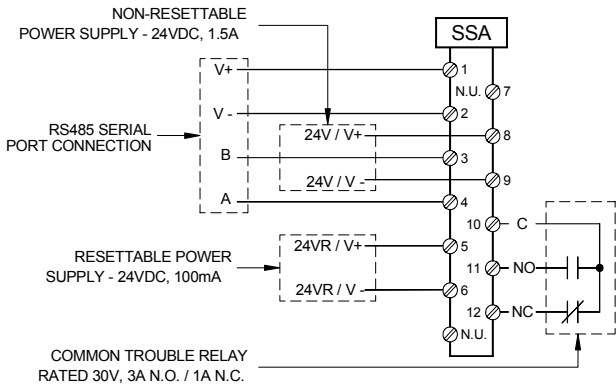 NON-RESETTABLE
POWER SUPPLY - 24VDC, 1.5A
SSA
V+
1
N.U.
7
V -
2
RS485 SERIAL
PORT CONNECTION
24V / V+
8
B
3
24V / V -
9
A
4
10
C
RESETTABLE POWER
SUPPLY - 24VDC, 100mA
24VR / V+
5
11
NO
24VR / V -
6
12
NC
N.U.
COMMON TROUBLE RELAY
RATED 30V, 3A N.O. / 1A N.C.